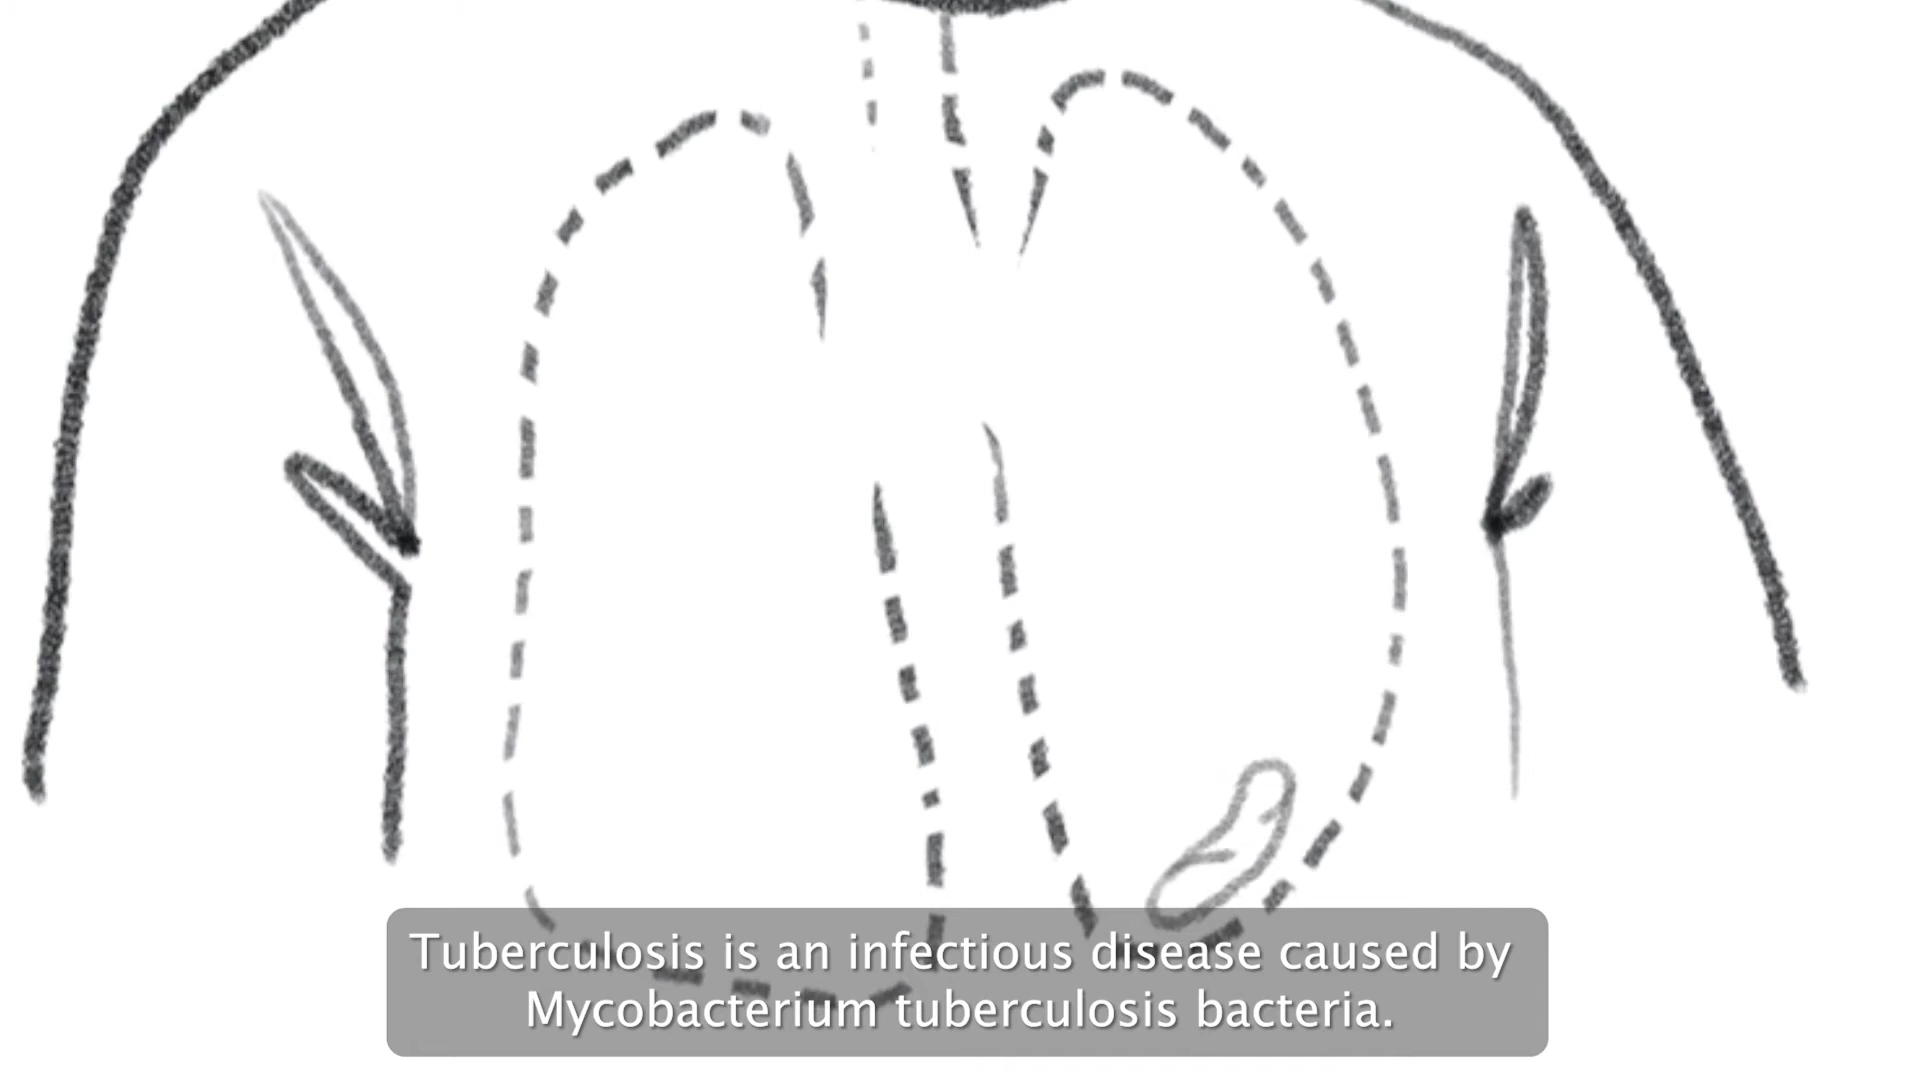 Tuberculosis is an infectious disease caused by
Mycobacterium tuberculosis bacteria.